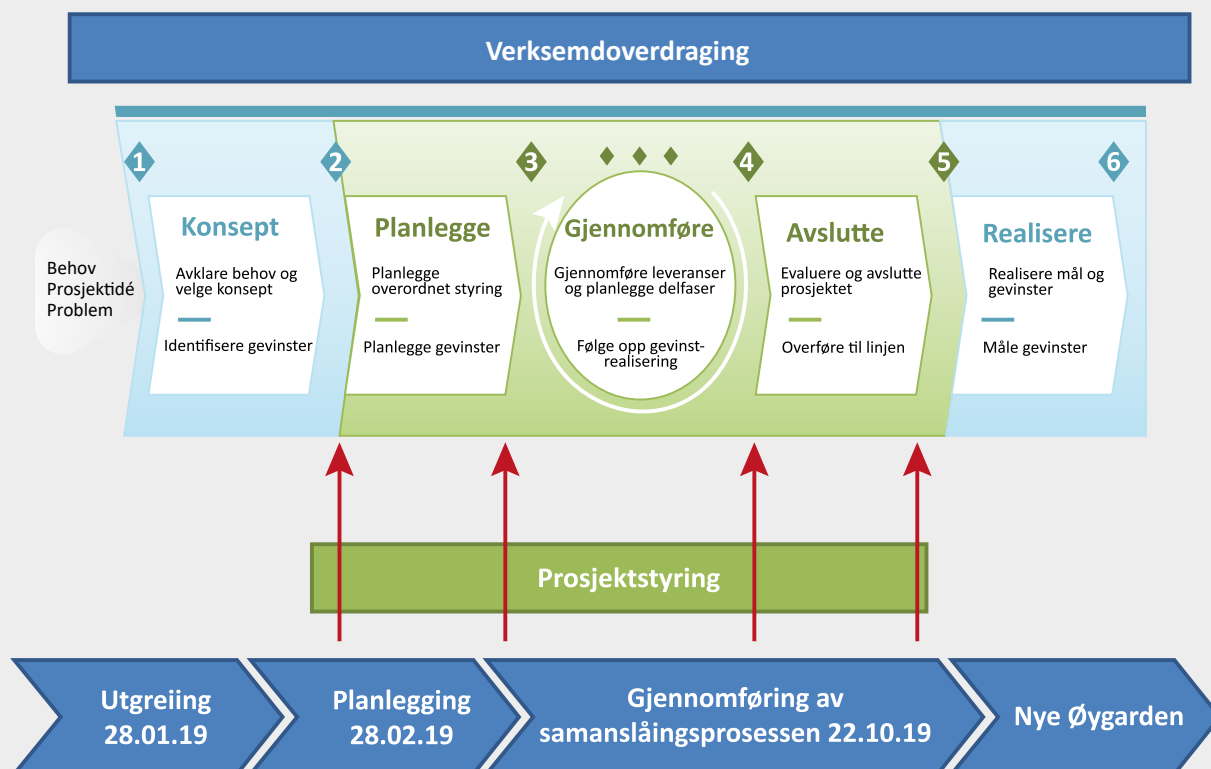 Verksemdoverdraging
1
2
3
4
5
6
Behov
Prosjektidé
Problem
Konsept
Avklare behov og
velge konsept
Identifisere gevinster
Planlegge
Planlegge
overordnet styring
Planlegge gevinster
Gjennomføre
Gjennomføre leveranser
og planlegge delfaser
Følge opp gevinst-
realisering
Avslutte
Evaluere og avslutte
prosjektet
Overføre til linjen
Realisere
Realisere mål og
gevinster
Måle gevinster
Prosjektstyring
Utgreiing
28.01.19
Planlegging
28.02.19
Gjennomføring av
samanslåingsprosessen 22.10.19
Nye Øygarden